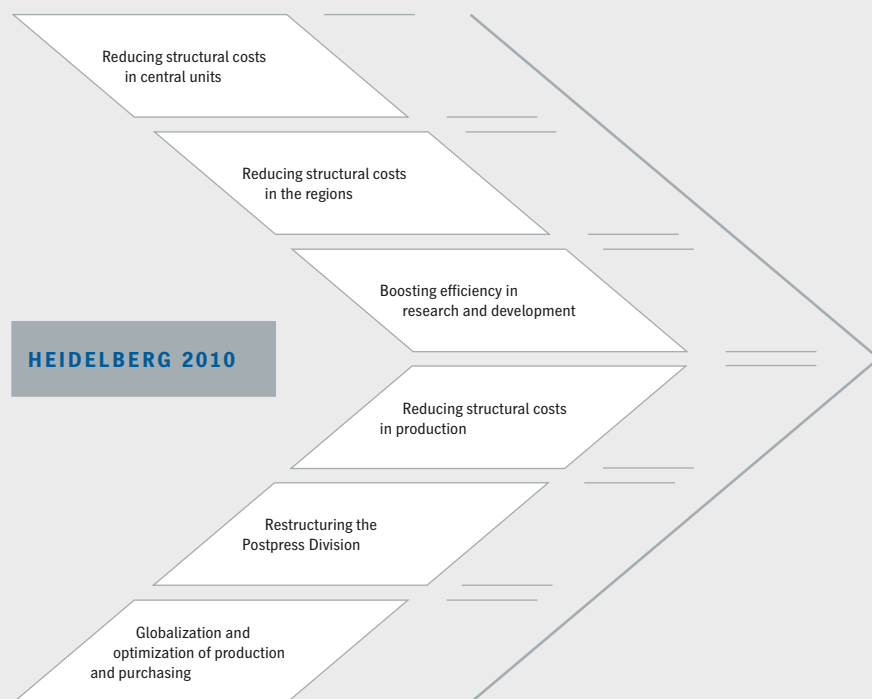 Reducing structural costs
in central units
Reducing structural costs
in the regions
Boosting efficiency in
research and development
HEIDELBERG 2010
Reducing structural costs
in production
Restructuring the
Postpress Division
Globalization and
optimization of production
and purchasing